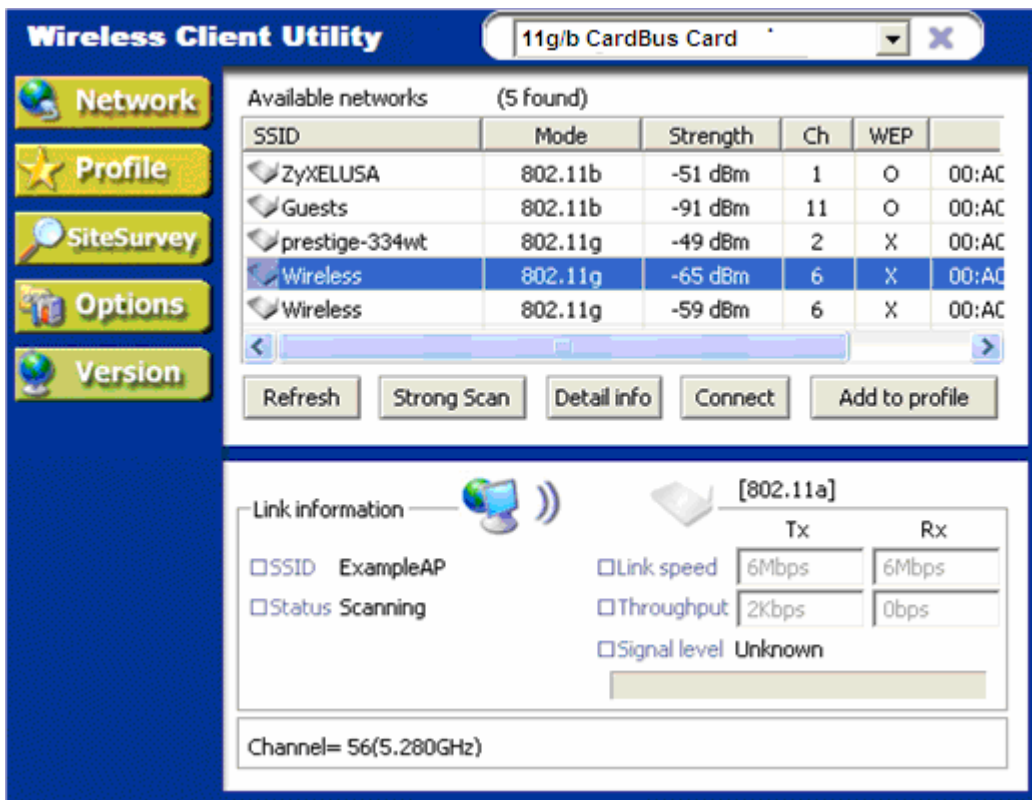 Wireless Client Utility
11g/b CardBus Card
Network
Profile
SiteSurvey
Options
Version
Available networks (5 found)
SSID Mode Strength Ch WEP
ZyXELUSA 802.11b -51 dBm 1 O 00:AC
Guests 802.11b -91 dBm 11 O 00:AC
prestige-334wt 802.11g -49 dBm 2 X 00:AC
Wireless 802.11g -65 dBm 6 X 00:AC
Wireless 802.11g -59 dBm 6 X 00:AC
Refresh Strong Scan Detail info Connect Add to profile
[802.11a]
Link information
Tx Rx
SSID ExampleAP Link speed 6Mbps 6Mbps
Status Scanning Throughput 2Kbps 0bps
Signal level Unknown
Channel= 56(5.280GHz)